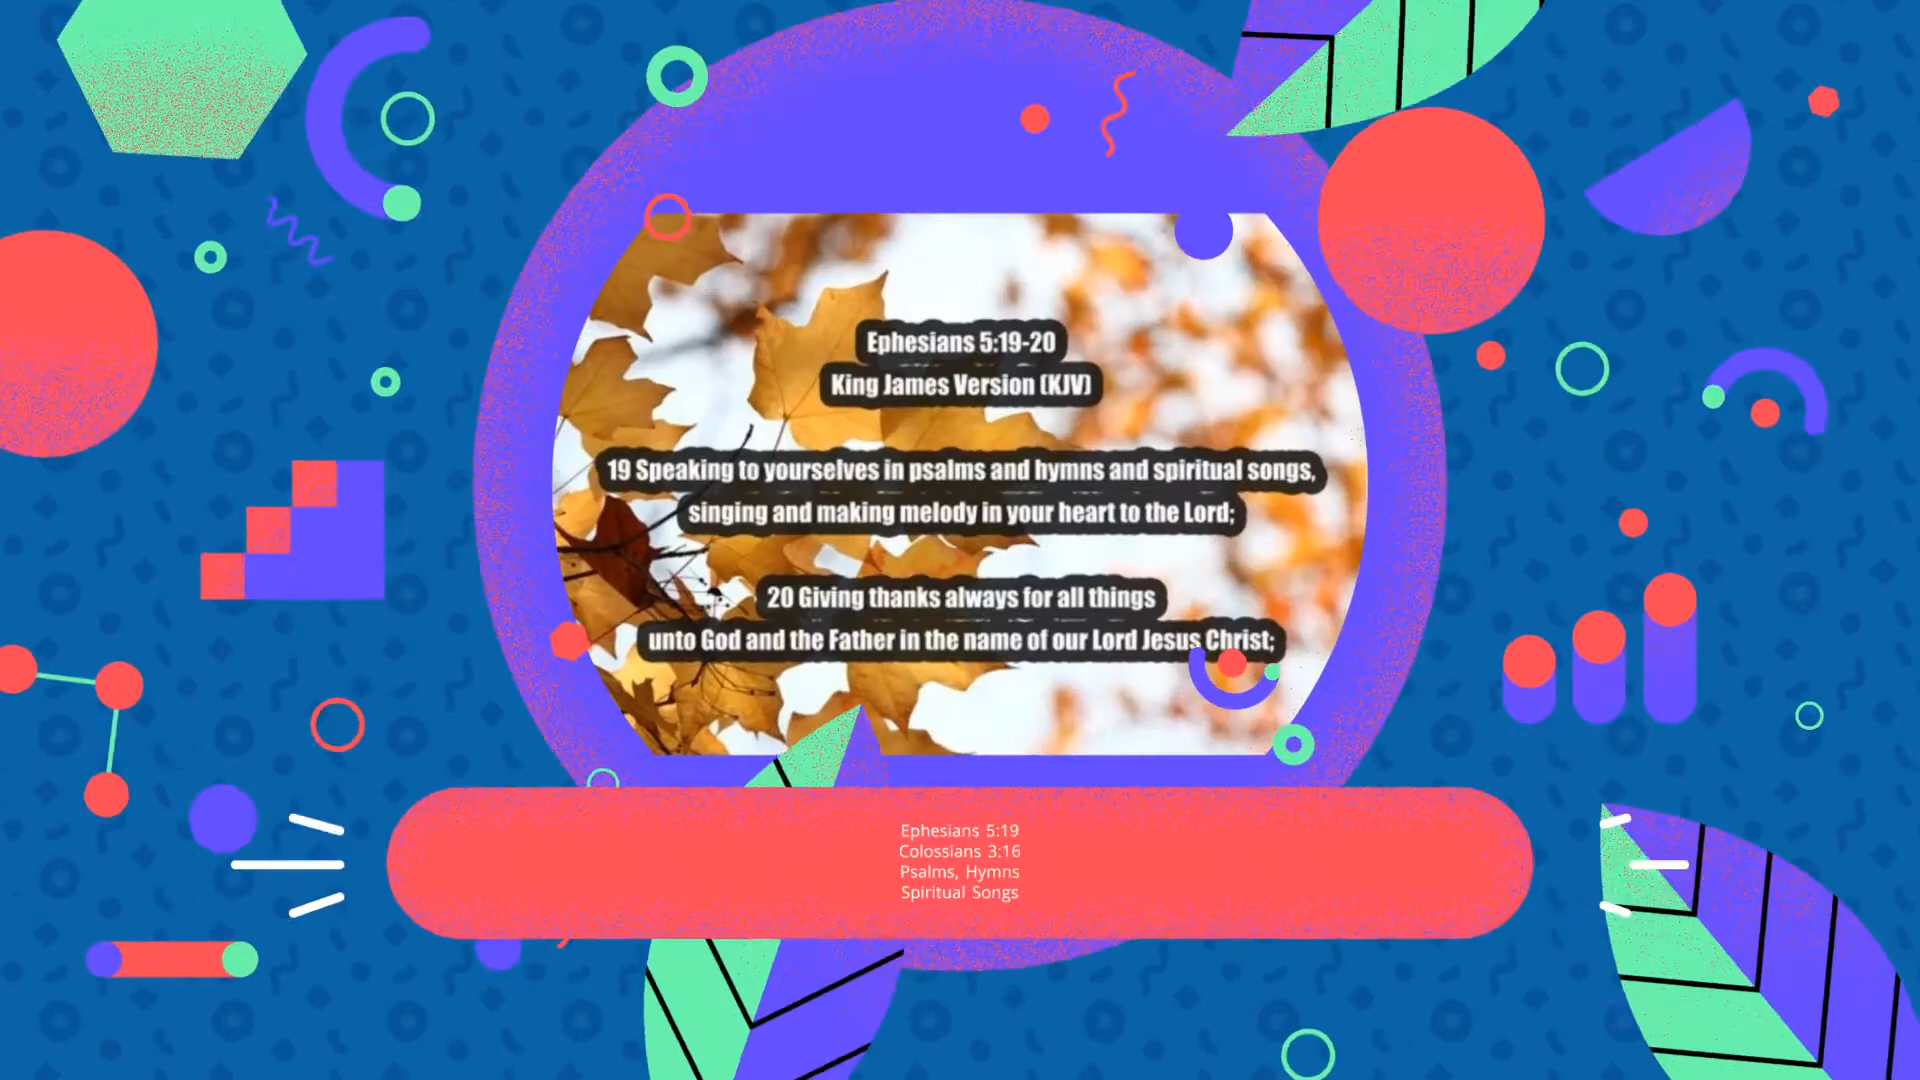 Ephesians 5:19-20
King James Version (KJV)
19 Speaking to yourselves in psalms and hymns and spiritual songs,
singing and making melody in your heart to the Lord;
20 Giving thanks always for all things
unto God and the Father in the name of our Lord Jesus Christ;
Ephesians 5:19
Colossians 3:16
Psalms, Hymns
Spiritual Songs